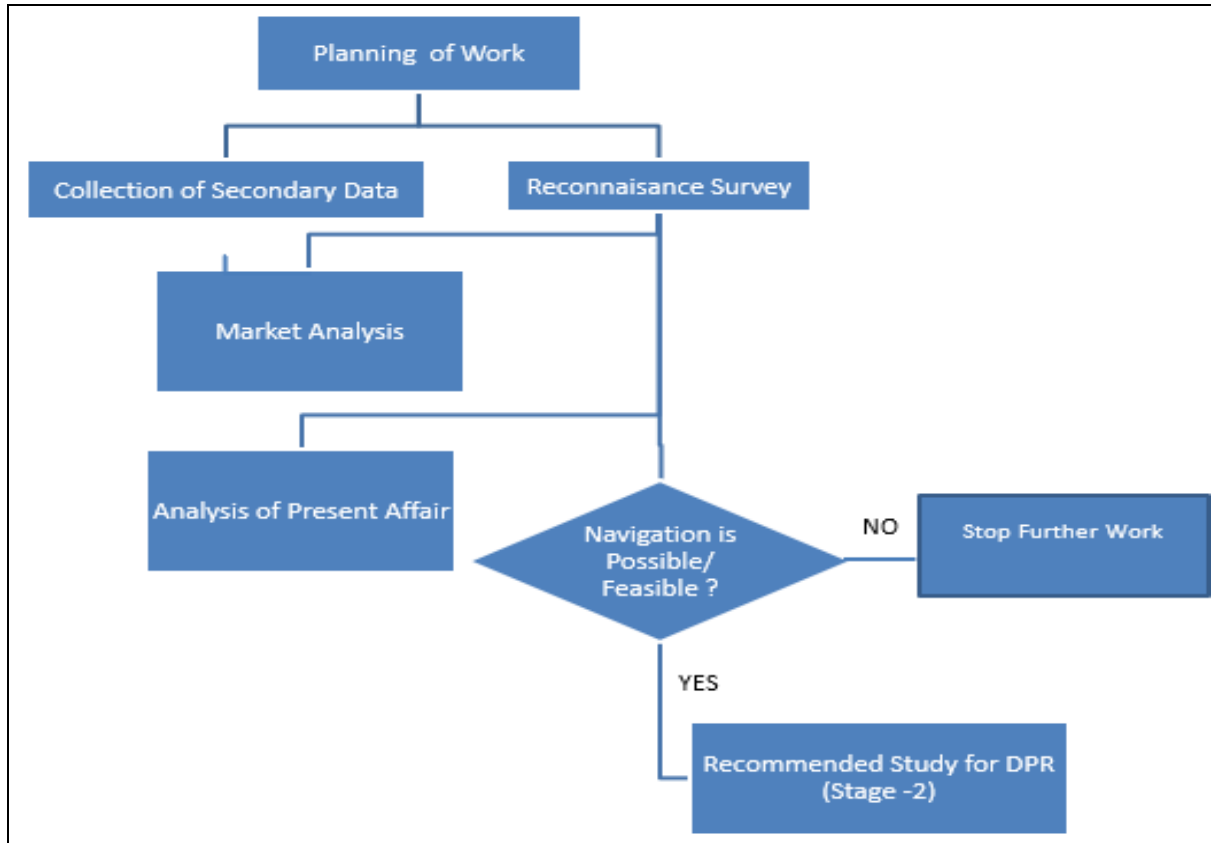 Planning of Work
Collection of Secondary Data
Reconnaisance Survey
Market Analysis
Analysis of Present Affair
Navigation is
Possible/
Feasible ?
NO
Stop Further Work
YES
Recommended Study for DPR
(Stage -2)